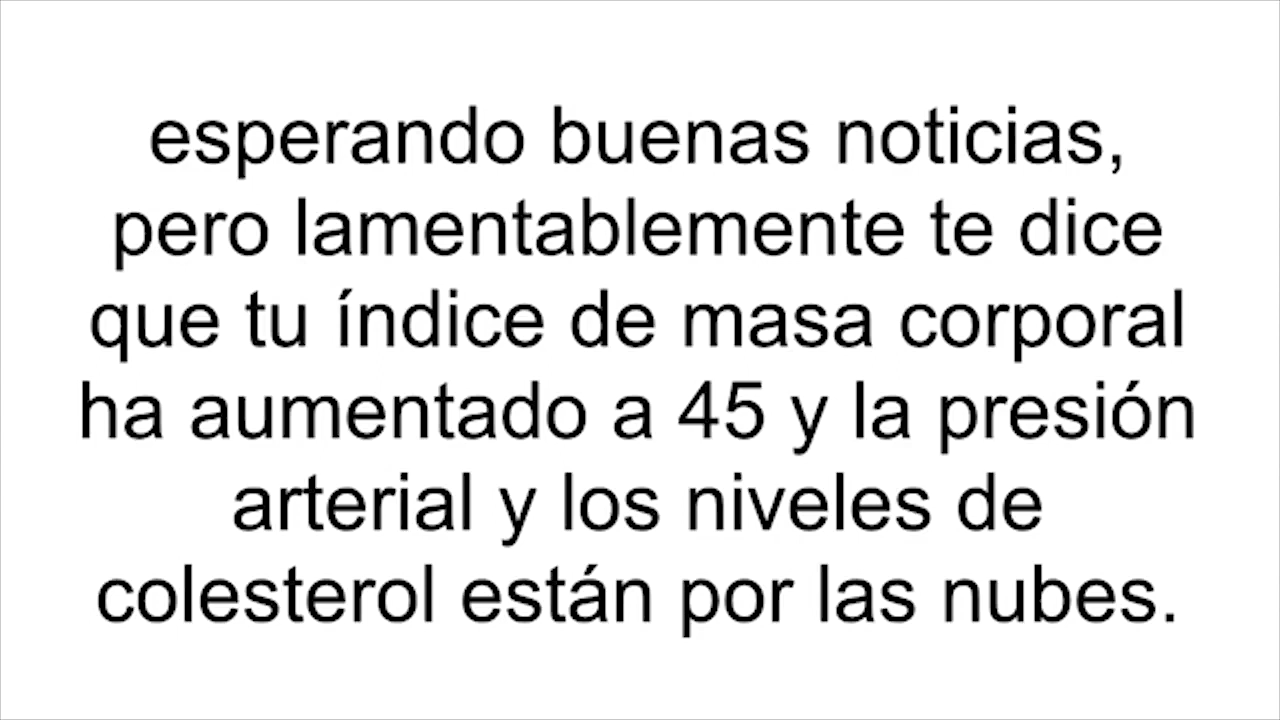 esperando buenas noticias,
pero lamentablemente te dice
que tu índice de masa corporal
ha aumentado a 45 y la presión
arterial y los niveles de
colesterol están por las nubes.